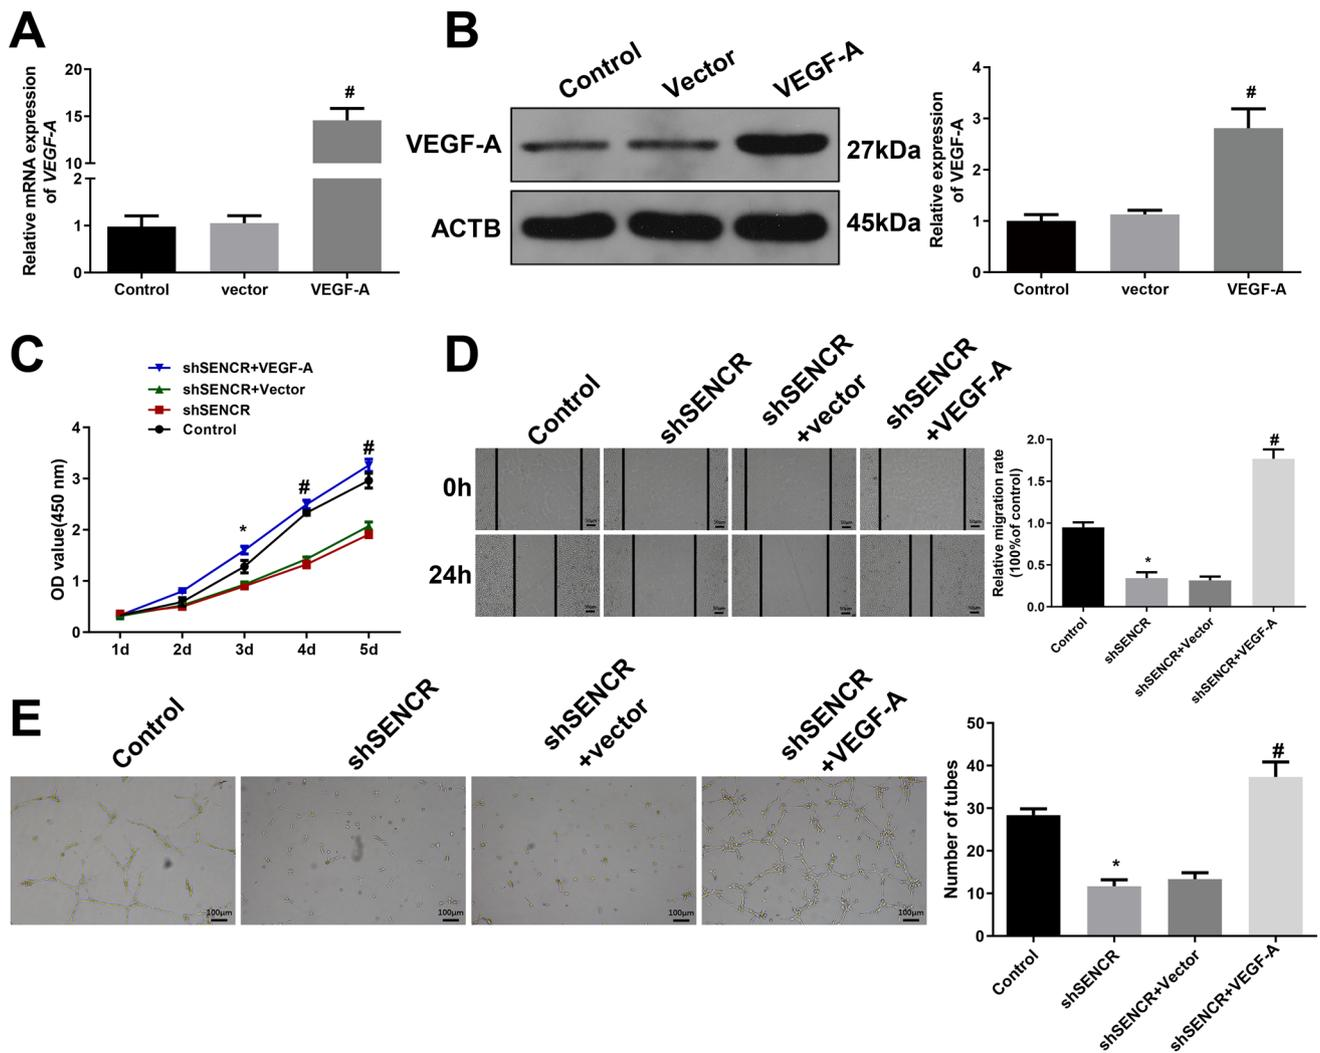 A
Relative mRNA expression
of VEGF-A
20
15
10
2
1
0
#
Control
vector
VEGF-A
B
Control
Vector
VEGF-A
VEGF-A
27kDa
ACTB
45kDa
Relative expression
of VEGF-A
4
3
2
1
0
#
Control
vector
VEGF-A
C
shSENCR+VEGF-A
shSENCR+Vector
shSENCR
Control
OD value(450 nm)
4
3
2
1
0
*
#
#
1d
2d
3d
4d
5d
D
Control
shSENCR
shSENCR
+vector
shSENCR
+VEGF-A
0h
24h
Relative migration rate
(100%of control)
2.0
1.5
1.0
0.5
0.0
*
#
Control
shSENCR
shSENCR+Vector
shSENCR+VEGF-A
E
Control
shSENCR
shSENCR
+vector
shSENCR
+VEGF-A
100μm
100μm
100μm
100μm
Number of tubes
50
40
30
20
10
0
*
#
Control
shSENCR
shSENCR+Vector
shSENCR+VEGF-A